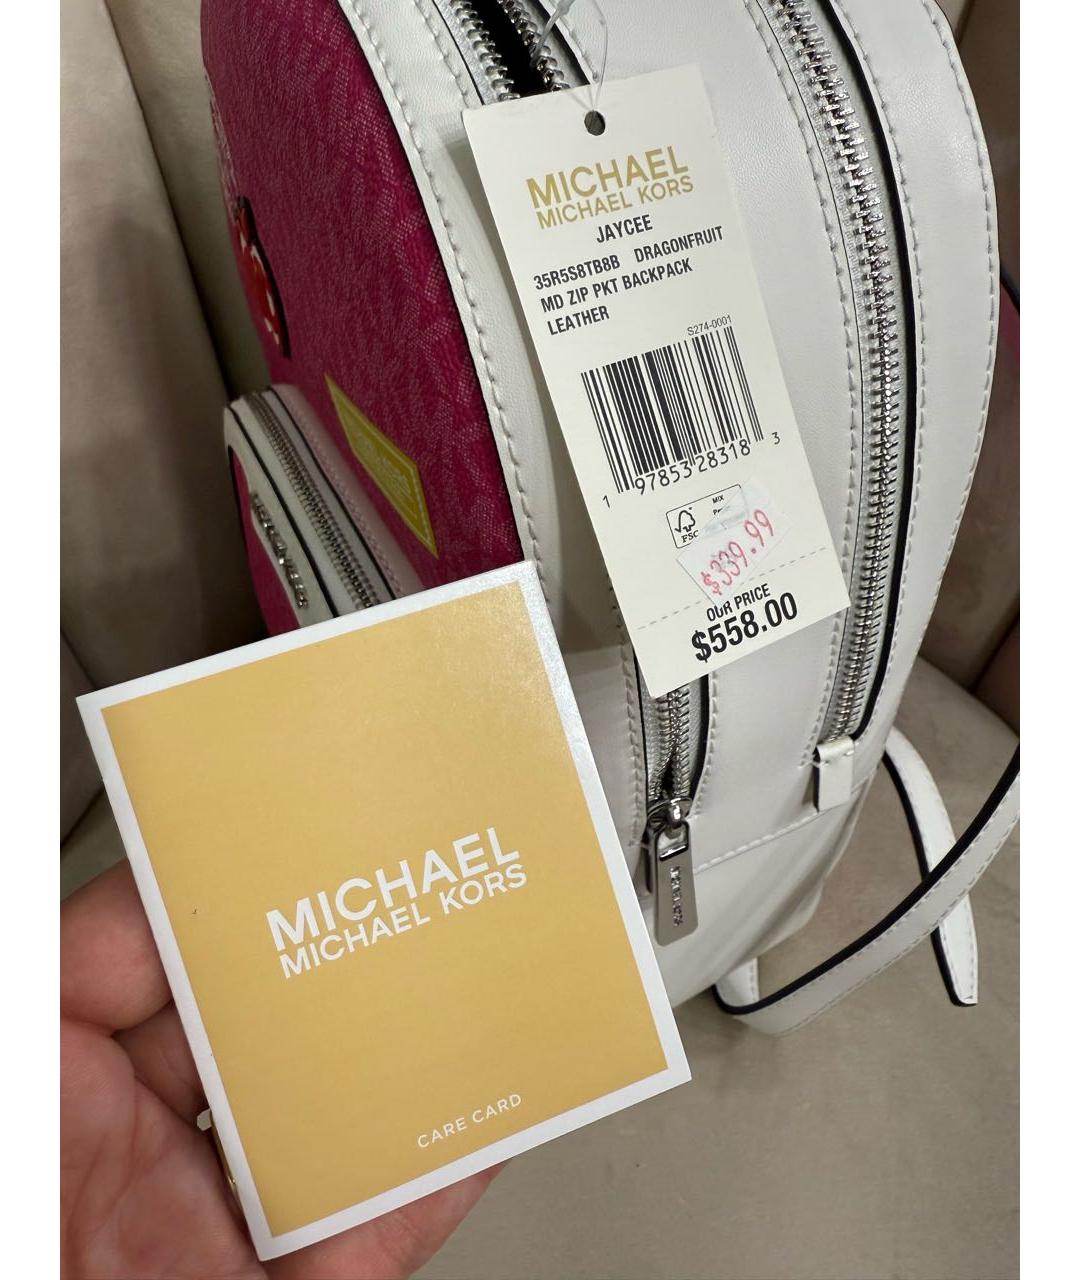 MICHAEL
MICHAEL KORS
JAYCEE
35R5S8TB8B DRAGONFRUIT
MD ZIP PKT BACKPACK
LEATHER
S274-0001
1 97853 28318 3
MIX
FSC
$339.99
OUR PRICE
$558.00
MICHAEL
MICHAEL KORS
CARE CARD